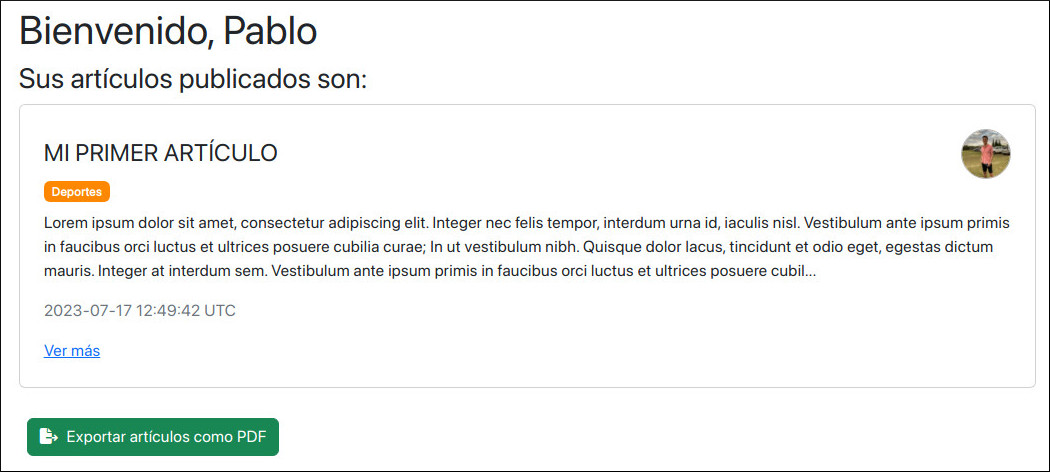 Bienvenido, Pablo
Sus artículos publicados son:
MI PRIMER ARTÍCULO
Deportes
Lorem ipsum dolor sit amet, consectetur adipiscing elit. Integer nec felis tempor, interdum urna id, iaculis nisl. Vestibulum ante ipsum primis
in faucibus orci luctus et ultrices posuere cubilia curae; In ut vestibulum nibh. Quisque dolor lacus, tincidunt et odio eget, egestas dictum
mauris. Integer at interdum sem. Vestibulum ante ipsum primis in faucibus orci luctus et ultrices posuere cubil...
2023-07-17 12:49:42 UTC
Ver más
Exportar artículos como PDF